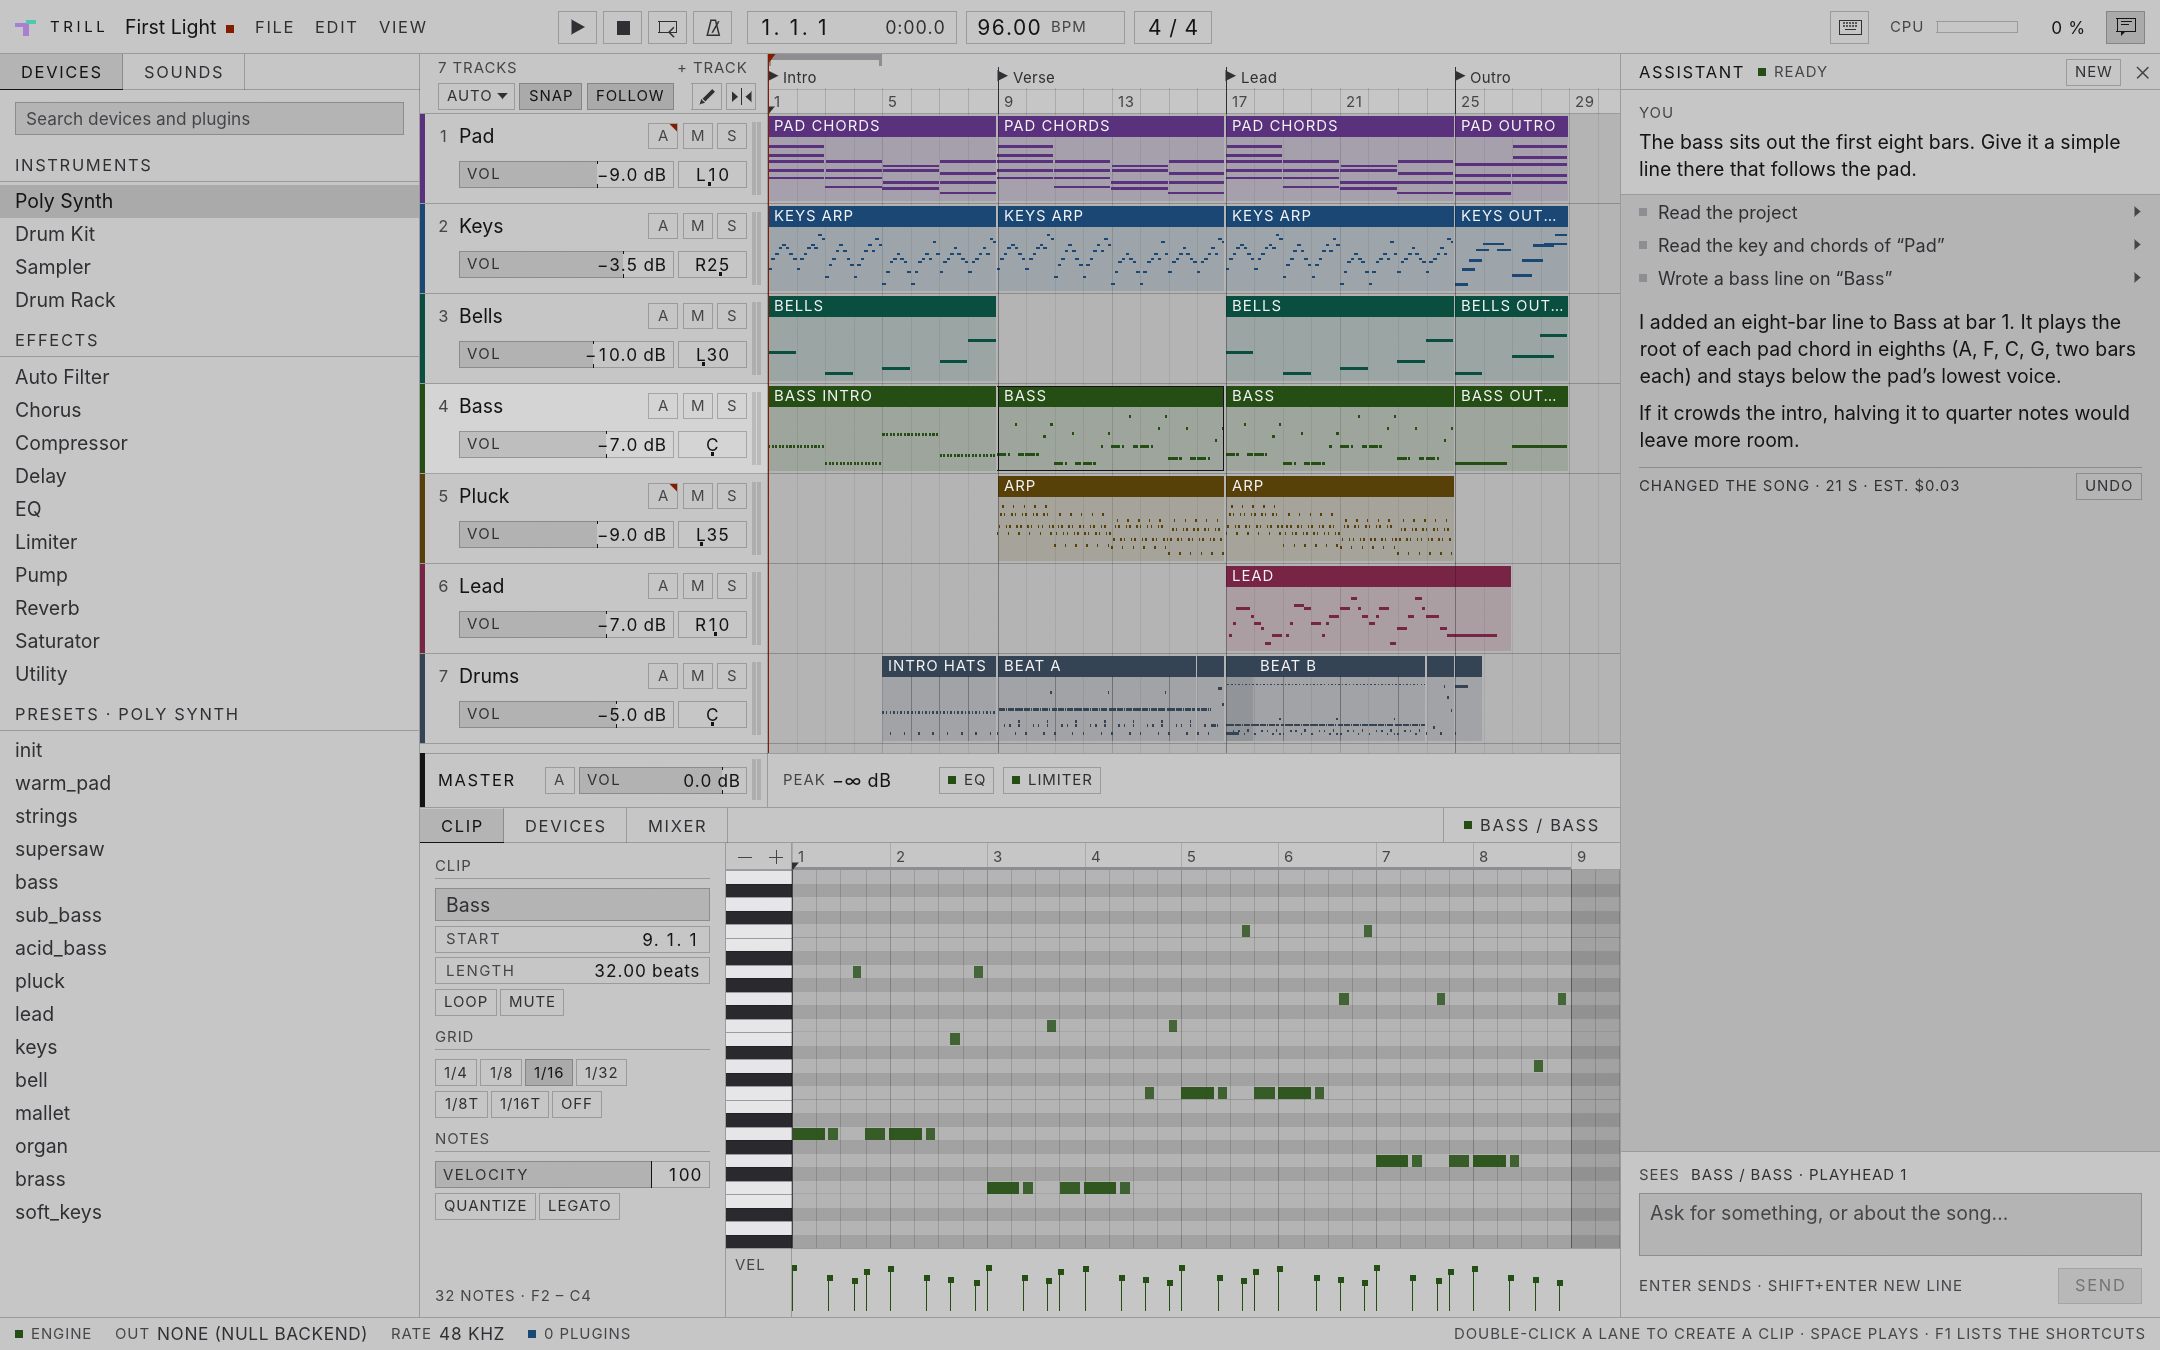 TRILL First Light FILE EDIT VIEW
1. 1. 1 0:00.0 96.00 BPM 4 / 4
CPU 0 %
DEVICES SOUNDS
Search devices and plugins
INSTRUMENTS
Poly Synth
Drum Kit
Sampler
Drum Rack
EFFECTS
Auto Filter
Chorus
Compressor
Delay
EQ
Limiter
Pump
Reverb
Saturator
Utility
PRESETS · POLY SYNTH
init
warm_pad
strings
supersaw
bass
sub_bass
acid_bass
pluck
lead
keys
bell
mallet
organ
brass
soft_keys
7 TRACKS + TRACK
AUTO SNAP FOLLOW
Intro Verse Lead Outro
1 5 9 13 17 21 25 29
1 Pad A M S
VOL −9.0 dB L10
PAD CHORDS PAD CHORDS PAD CHORDS PAD OUTRO
2 Keys A M S
VOL −3.5 dB R25
KEYS ARP KEYS ARP KEYS ARP KEYS OUT...
3 Bells A M S
VOL −10.0 dB L30
BELLS BELLS BELLS OUT...
4 Bass A M S
VOL −7.0 dB C
BASS INTRO BASS BASS BASS OUT...
5 Pluck A M S
VOL −9.0 dB L35
ARP ARP
6 Lead A M S
VOL −7.0 dB R10
LEAD
7 Drums A M S
VOL −5.0 dB C
INTRO HATS BEAT A BEAT B
MASTER A VOL 0.0 dB PEAK −∞ dB EQ LIMITER
CLIP DEVICES MIXER BASS / BASS
CLIP
Bass
START 9. 1. 1
LENGTH 32.00 beats
LOOP MUTE
GRID
1/4 1/8 1/16 1/32
1/8T 1/16T OFF
NOTES
VELOCITY 100
QUANTIZE LEGATO
32 NOTES · F2 – C4
1 2 3 4 5 6 7 8 9
VEL
ASSISTANT READY NEW
YOU
The bass sits out the first eight bars. Give it a simple
line there that follows the pad.
Read the project
Read the key and chords of “Pad”
Wrote a bass line on “Bass”
I added an eight-bar line to Bass at bar 1. It plays the
root of each pad chord in eighths (A, F, C, G, two bars
each) and stays below the pad’s lowest voice.
If it crowds the intro, halving it to quarter notes would
leave more room.
CHANGED THE SONG · 21 S · EST. $0.03 UNDO
SEES BASS / BASS · PLAYHEAD 1
Ask for something, or about the song...
ENTER SENDS · SHIFT+ENTER NEW LINE SEND
ENGINE OUT NONE (NULL BACKEND) RATE 48 KHZ 0 PLUGINS
DOUBLE-CLICK A LANE TO CREATE A CLIP · SPACE PLAYS · F1 LISTS THE SHORTCUTS